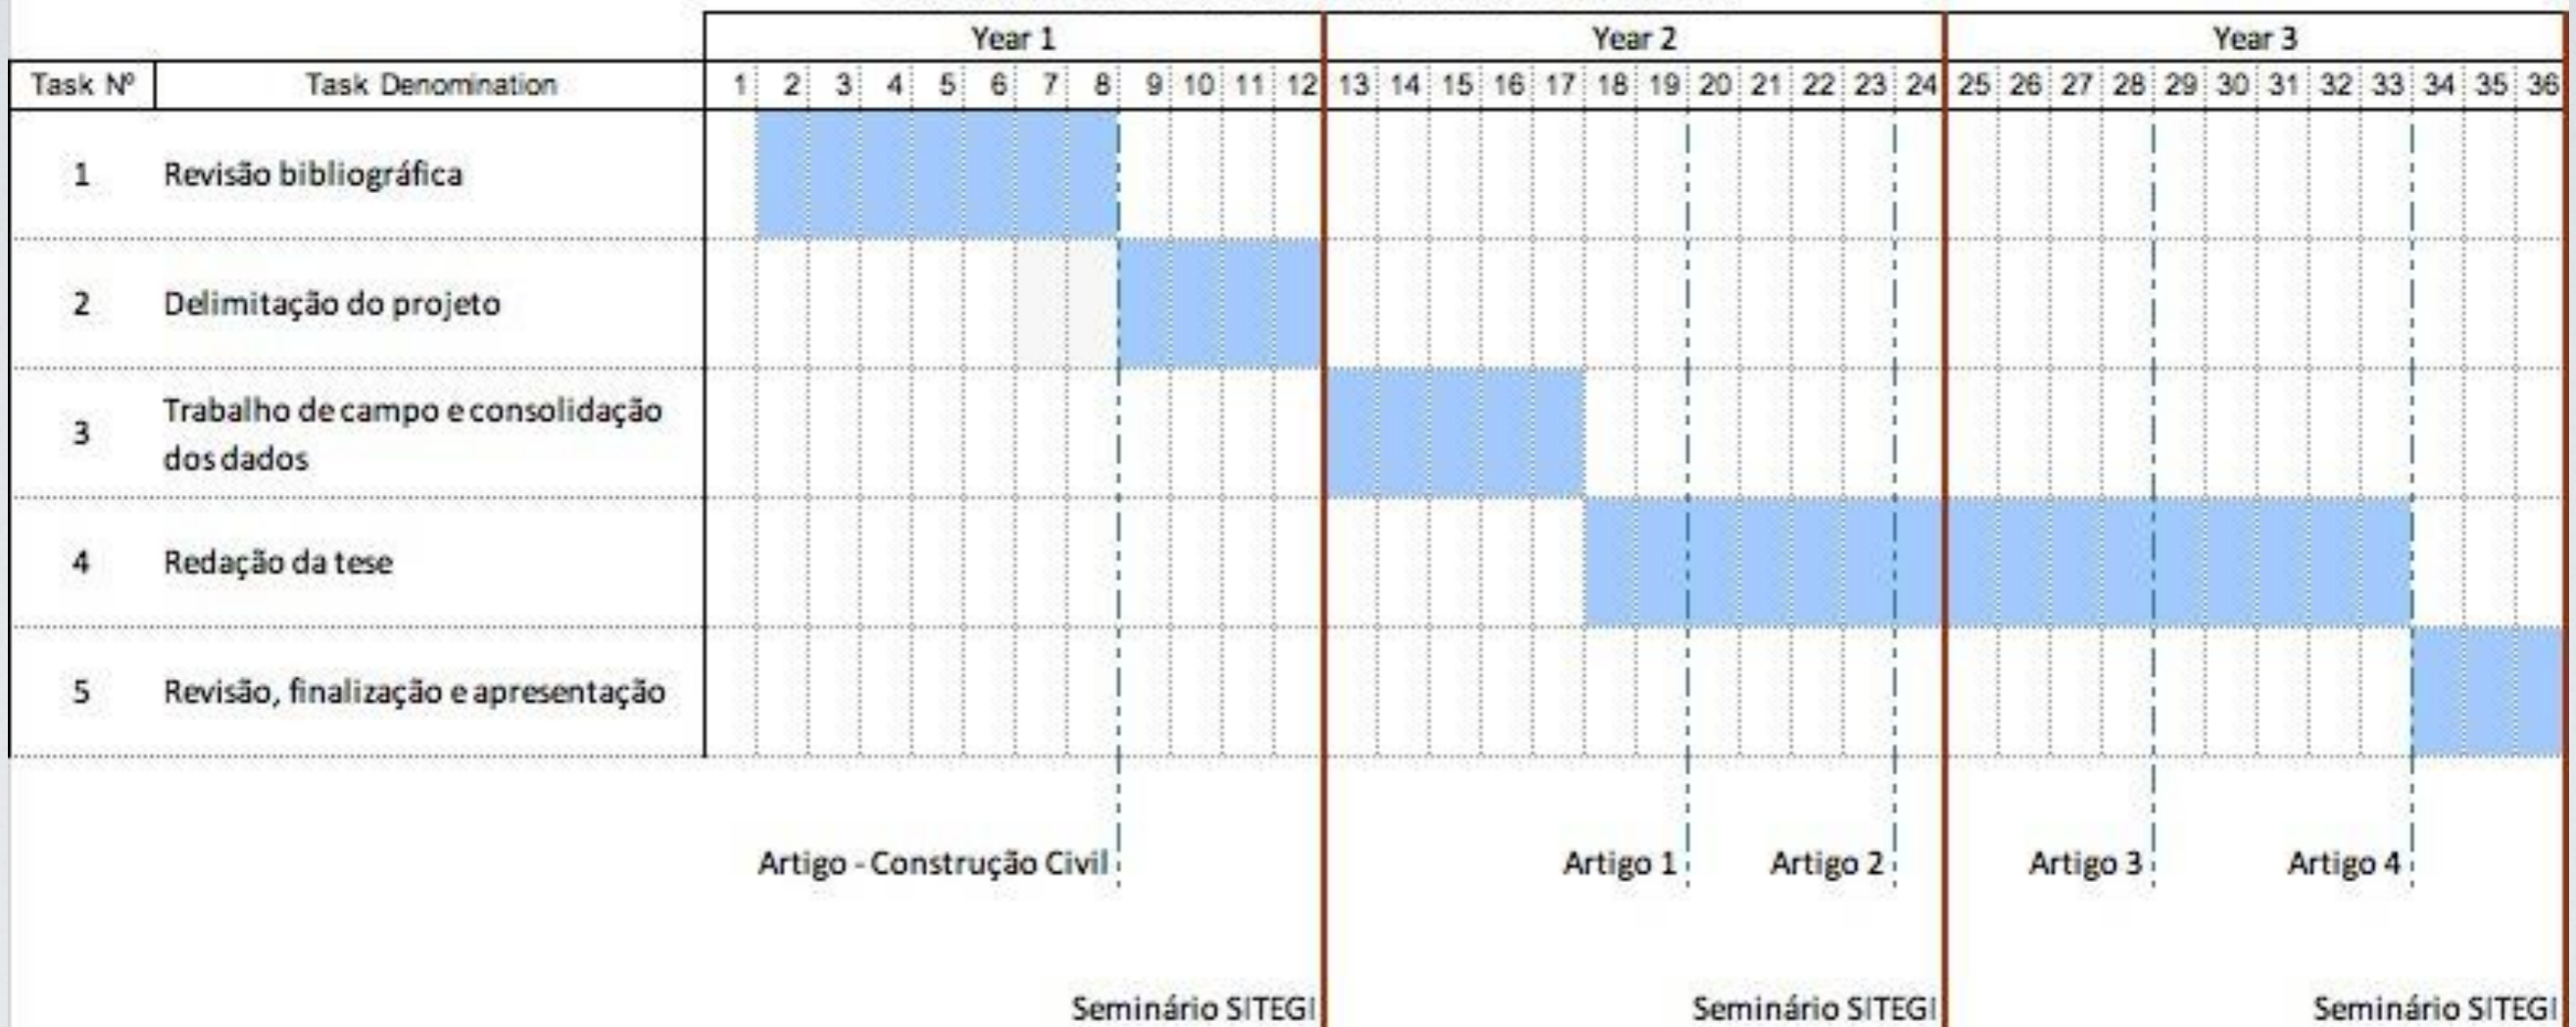 Year 1 Year 2 Year 3
Task Nº Task Denomination 1 2 3 4 5 6 7 8 9 10 11 12 13 14 15 16 17 18 19 20 21 22 23 24 25 26 27 28 29 30 31 32 33 34 35 36
1 Revisão bibliográfica
2 Delimitação do projeto
3 Trabalho de campo e consolidação
dos dados
4 Redação da tese
5 Revisão, finalização e apresentação
Artigo - Construção Civil Artigo 1 Artigo 2 Artigo 3 Artigo 4
Seminário SITEGI Seminário SITEGI Seminário SITEGI